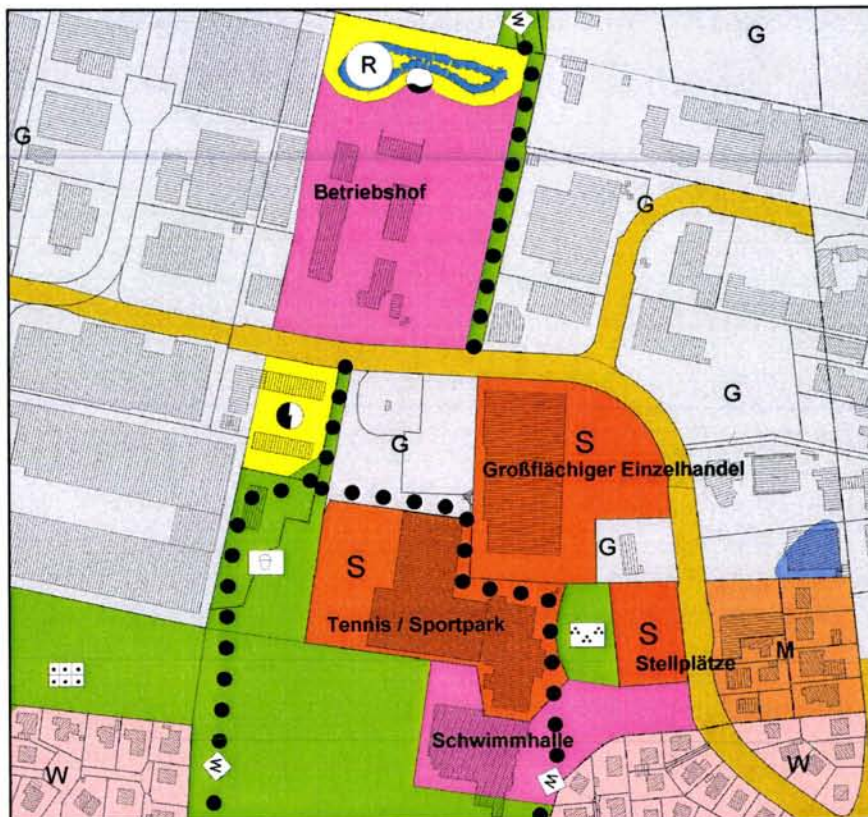 W
G
R
G
Betriebshof
G
G
S
G
Großflächiger Einzelhandel
G
S
Tennis / Sportpark
S
M
Stellplätze
Schwimmhalle
W
W
W
W